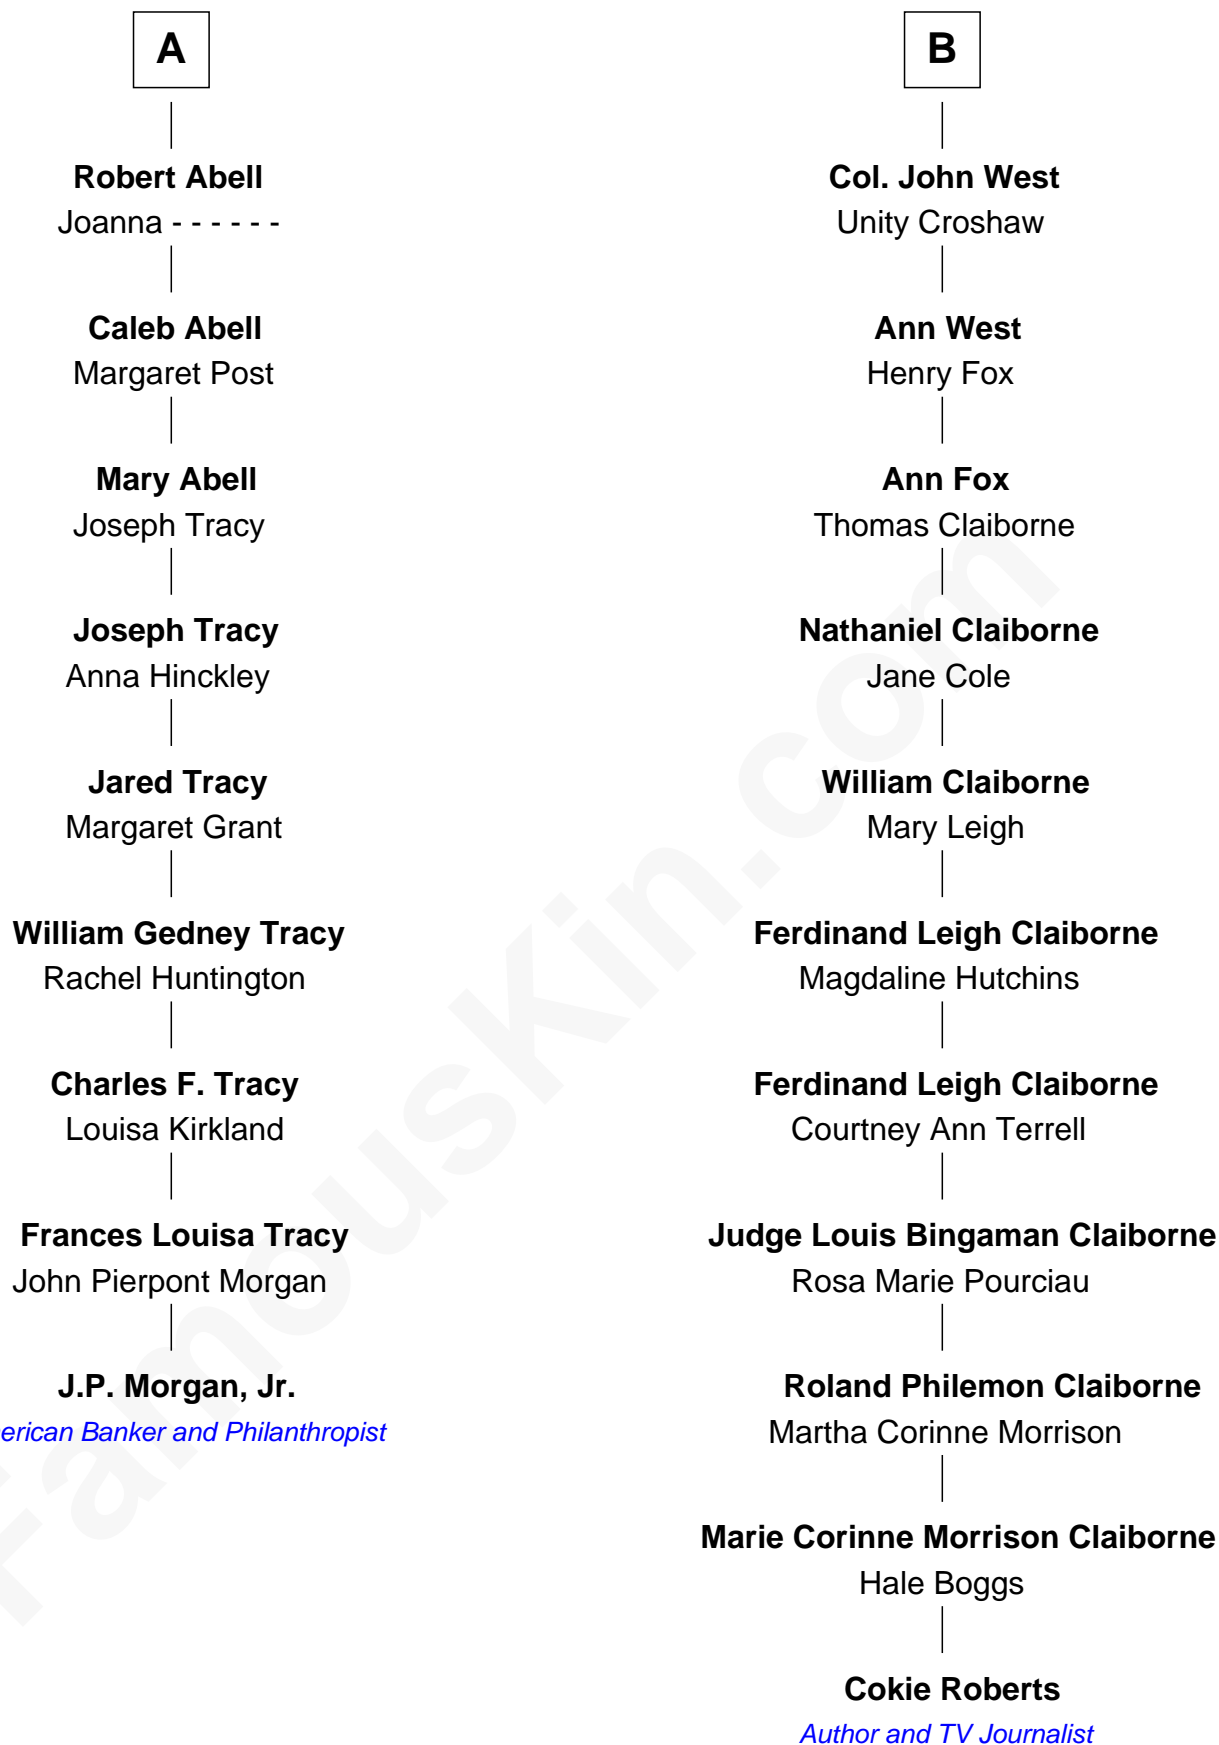 A
Robert Abell
Joanna - - - - - -
Caleb Abell
Margaret Post
Mary Abell
Joseph Tracy
Joseph Tracy
Anna Hinckley
Jared Tracy
Margaret Grant
William Gedney Tracy
Rachel Huntington
Charles F. Tracy
Louisa Kirkland
Frances Louisa Tracy
John Pierpont Morgan
J.P. Morgan, Jr.
erican Banker and Philanthropist
B
Col. John West
Unity Croshaw
Ann West
Henry Fox
Ann Fox
Thomas Claiborne
Nathaniel Claiborne
Jane Cole
William Claiborne
Mary Leigh
Ferdinand Leigh Claiborne
Magdaline Hutchins
Ferdinand Leigh Claiborne
Courtney Ann Terrell
Judge Louis Bingaman Claiborne
Rosa Marie Pourciau
Roland Philemon Claiborne
Martha Corinne Morrison
Marie Corinne Morrison Claiborne
Hale Boggs
Cokie Roberts
Author and TV Journalist
FamousKin.com